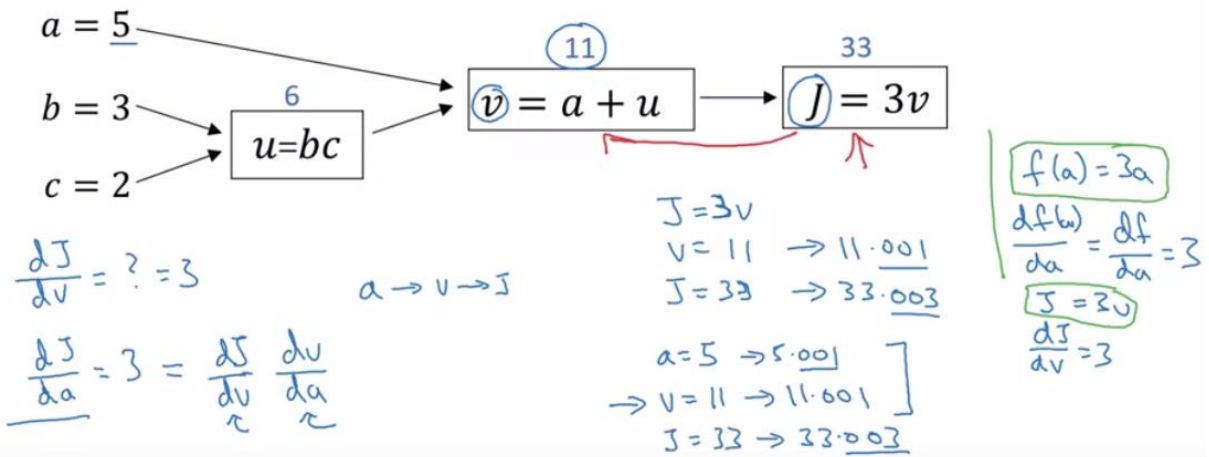 a = 5
11
33
b = 3
6
v = a + u
J = 3v
u=bc
c = 2
f(a) = 3a
J = 3v
df(a)/da = df/da = 3
v = 11 → 11.001
dJ/dv = ? = 3
a → v → J
J = 33 → 33.003
J = 3v
dJ/da = 3 = dJ/dv dv/da
a = 5 → 5.001
dJ/dv = 3
→ v = 11 → 11.001
J = 33 → 33.003